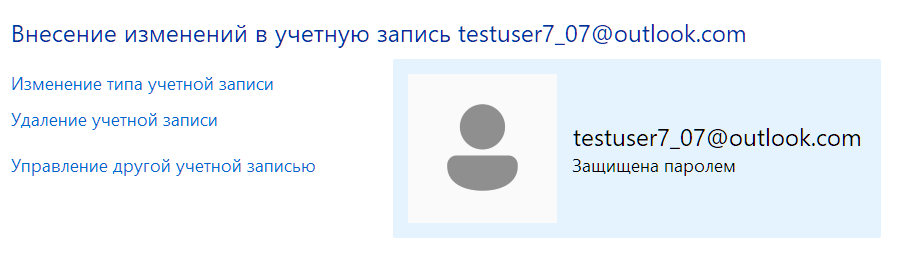 Внесение изменений в учетную запись testuser7_07@outlook.com
Изменение типа учетной записи
Удаление учетной записи
Управление другой учетной записью
testuser7_07@outlook.com
Защищена паролем